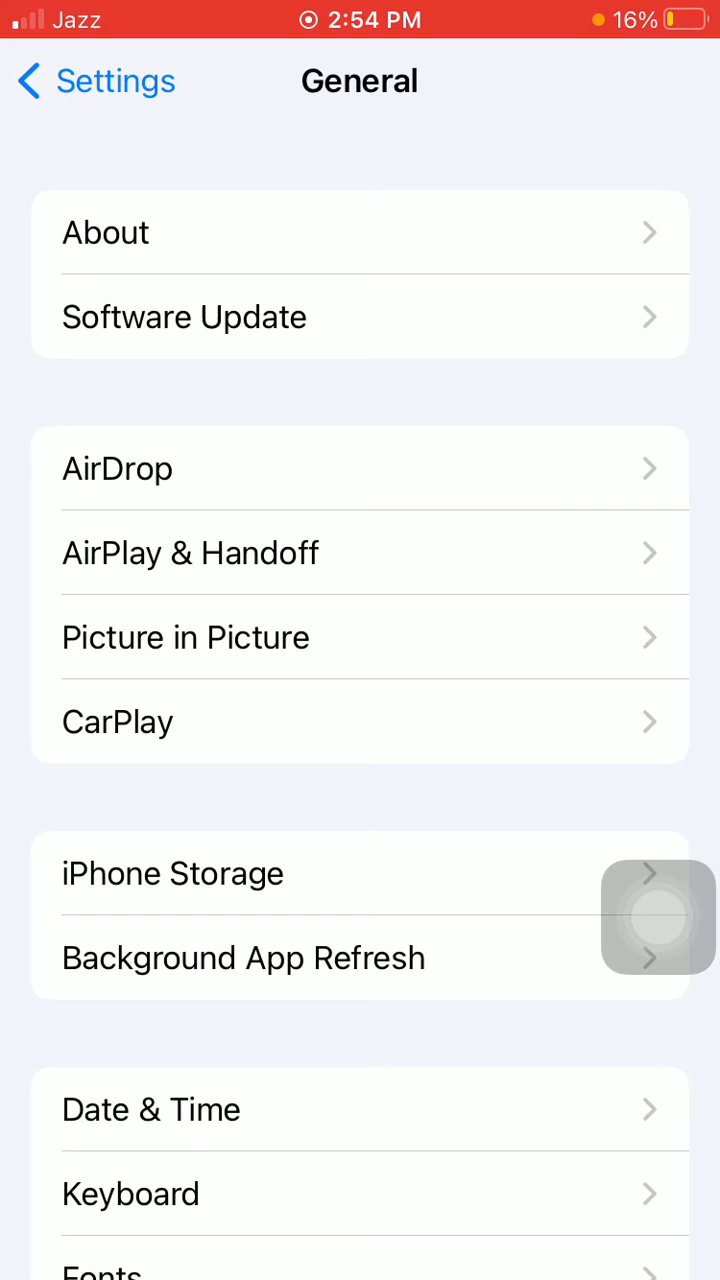 Jazz 2:54 PM 16%
Settings General
About
Software Update
AirDrop
AirPlay & Handoff
Picture in Picture
CarPlay
iPhone Storage
Background App Refresh
Date & Time
Keyboard
Fonts